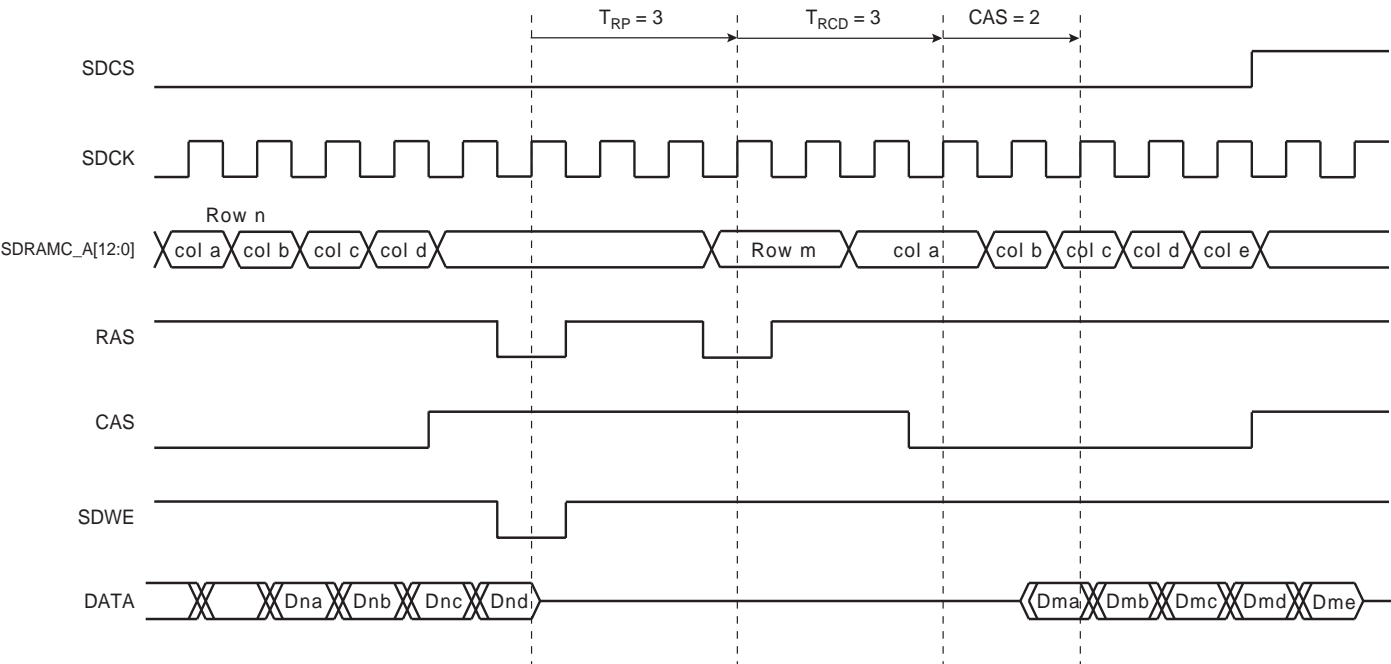 T_RP = 3 T_RCD = 3 CAS = 2
SDCS
SDCK
Row n
SDRAMC_A[12:0] col a col b col c col d Row m col a col b col c col d col e
RAS
CAS
SDWE
DATA Dna Dnb Dnc Dnd Dma Dmb Dmc Dmd Dme